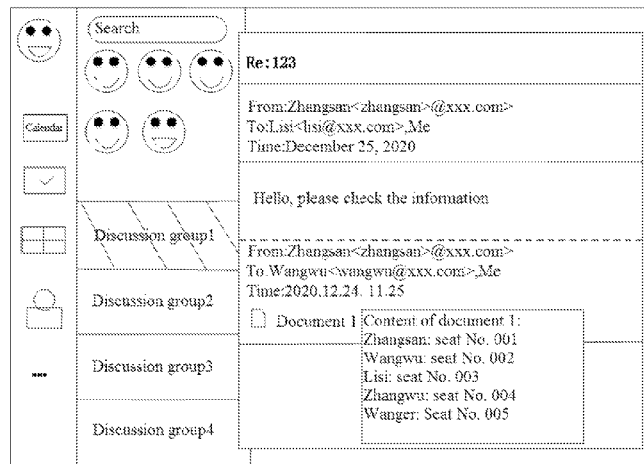 Search
Calendar
Discussion group1
Discussion group2
Discussion group3
Discussion group4
Re:123
From:Zhangsan<zhangsan>@xxx.com>
To:Lisi<lisi@xxx.com>,Me
Time:December 25, 2020
Hello, please check the information
From:Zhangsan<zhangsan>@xxx.com>
To.Wangwu<wangwu@xxx.com>,Me
Time:2020.12.24. 11.25
Document 1
Content of document 1:
Zhangsan: seat No. 001
Wangwu: seat No. 002
Lisi: seat No. 003
Zhangwu: seat No. 004
Wanger: Seat No. 005